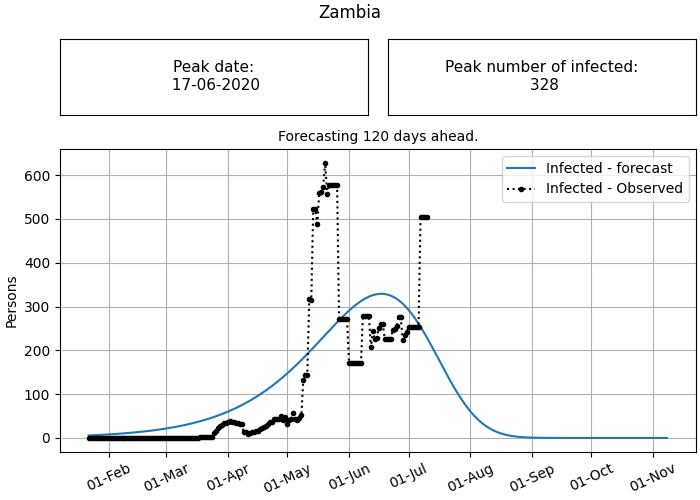 Zambia
Peak date:
17-06-2020
Peak number of infected:
328
Forecasting 120 days ahead.
Infected - forecast
Infected - Observed
Persons
600
500
400
300
200
100
0
01-Feb
01-Mar
01-Apr
01-May
01-Jun
01-Jul
01-Aug
01-Sep
01-Oct
01-Nov